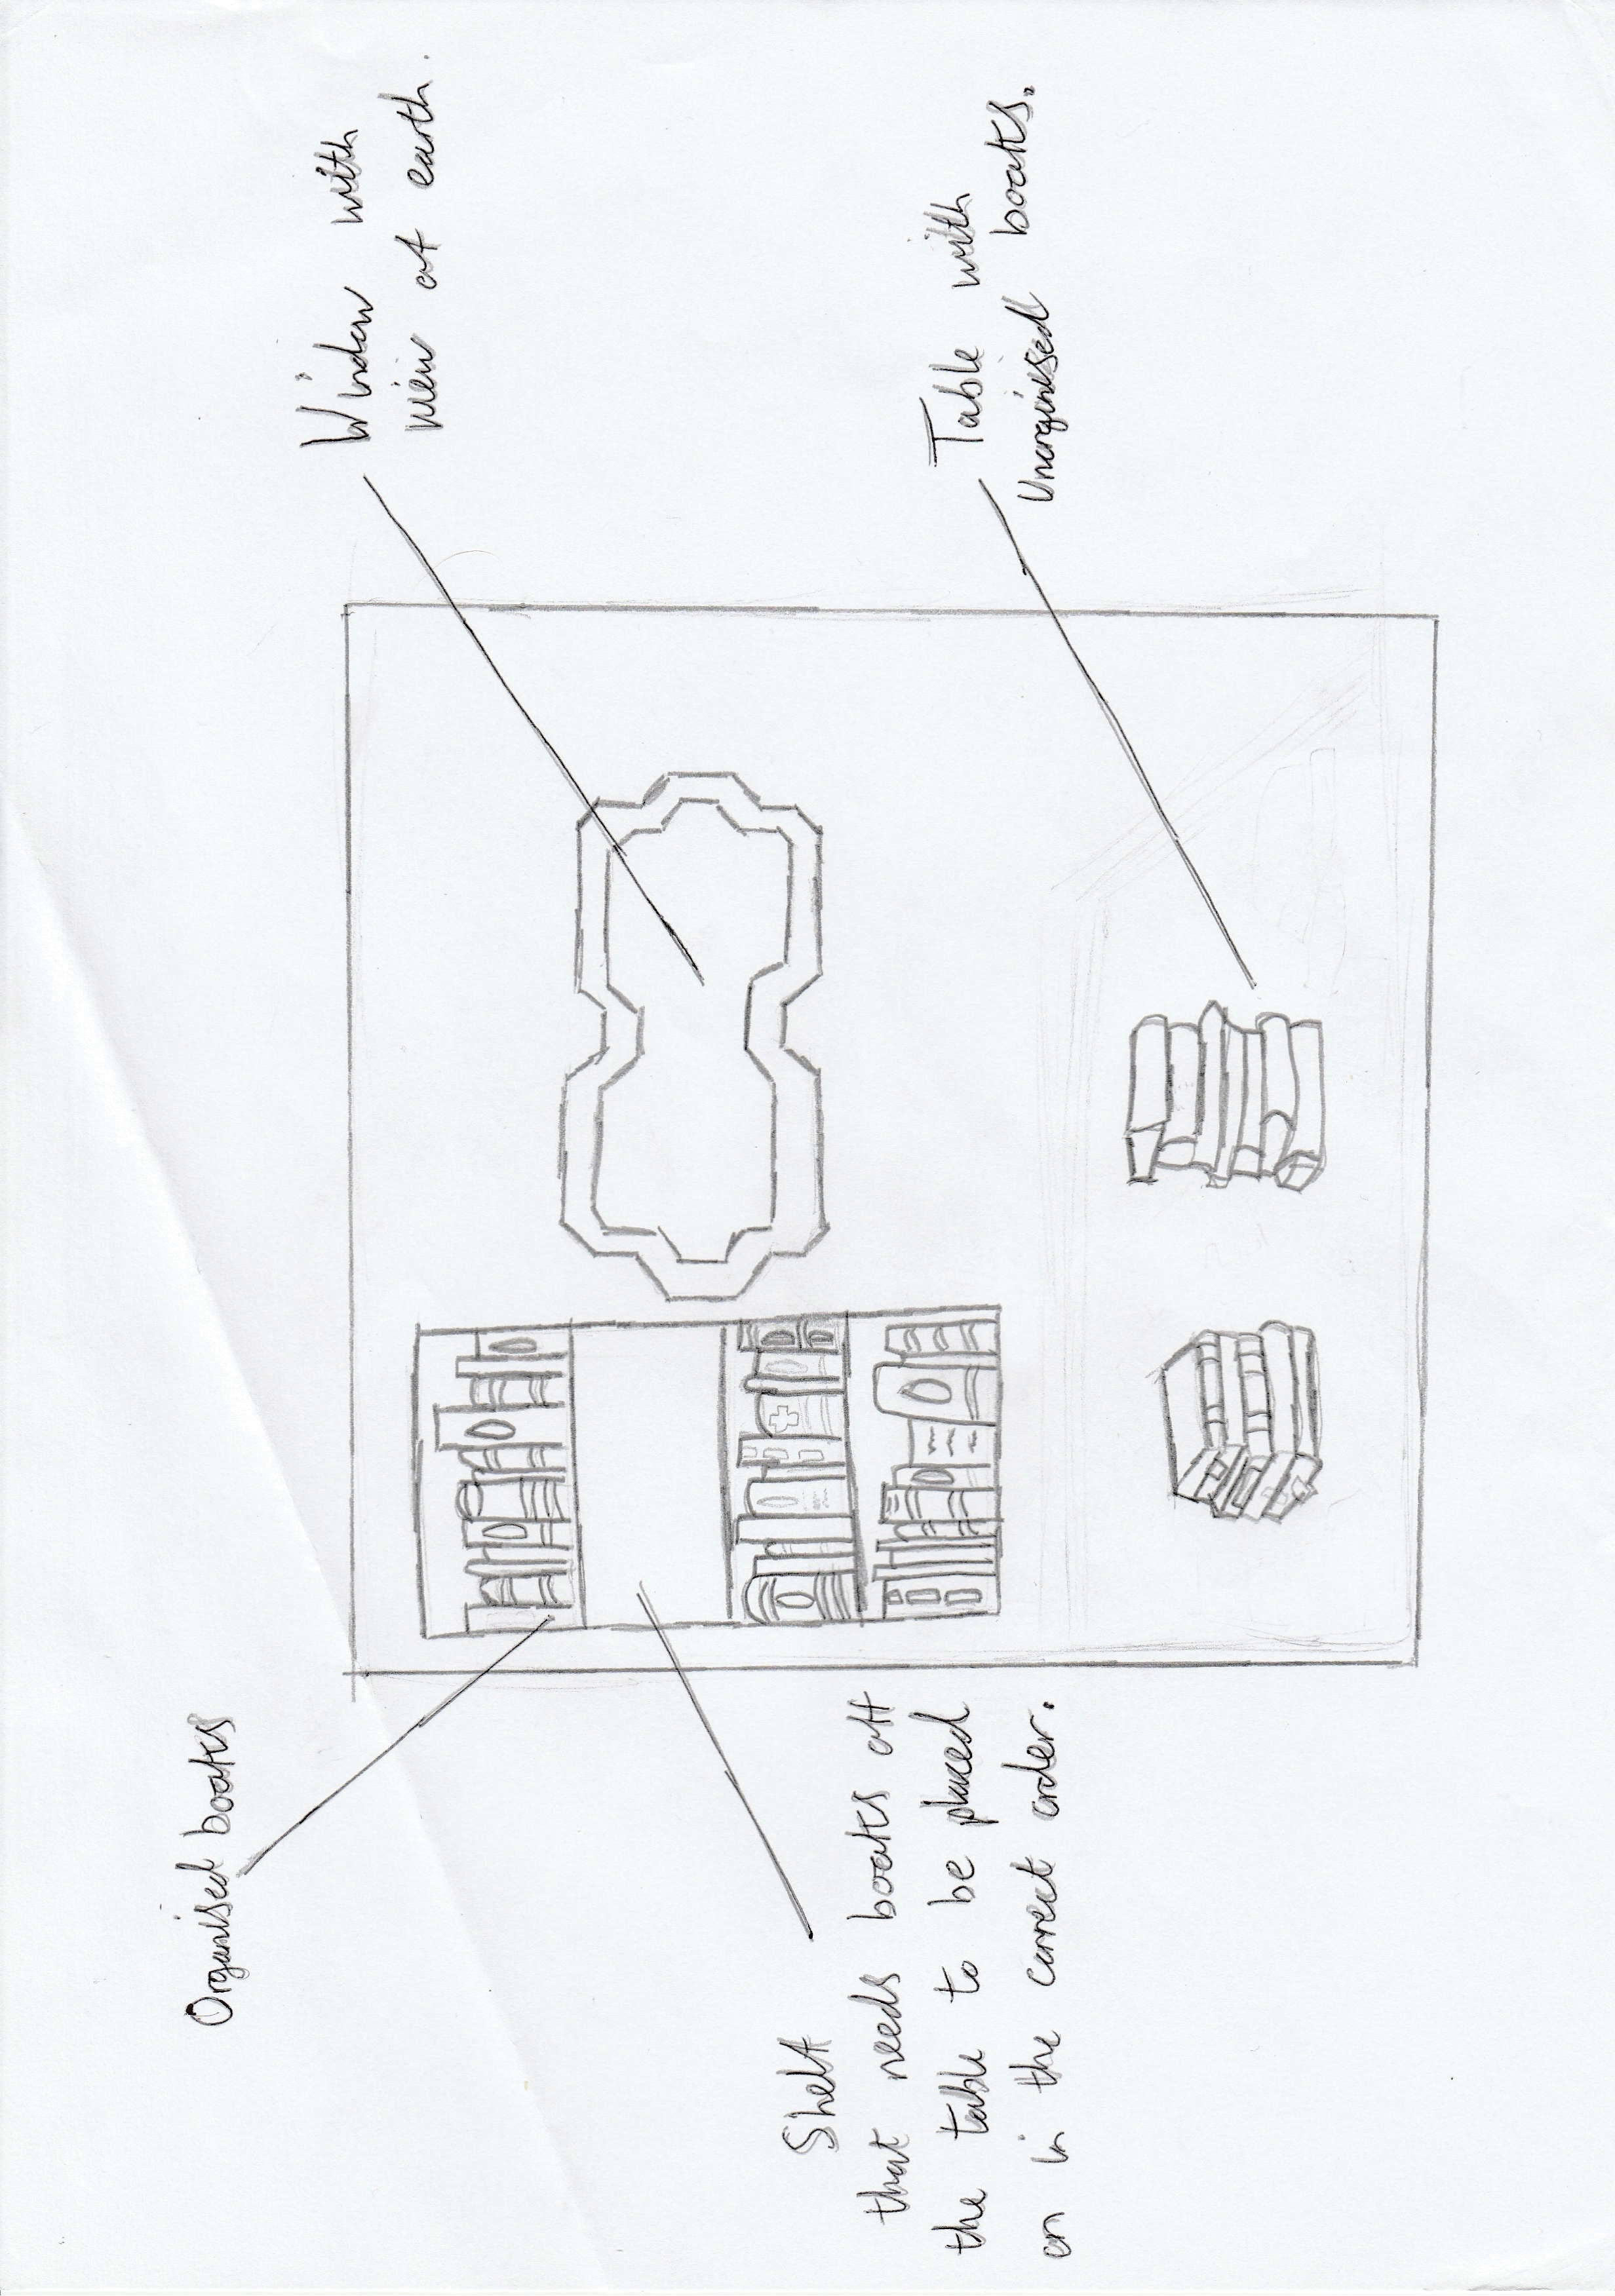 Organised books
Window with
view of earth.
Shelf
that needs books off
the table to be placed
on in the correct order.
Table with
Unorginised books.